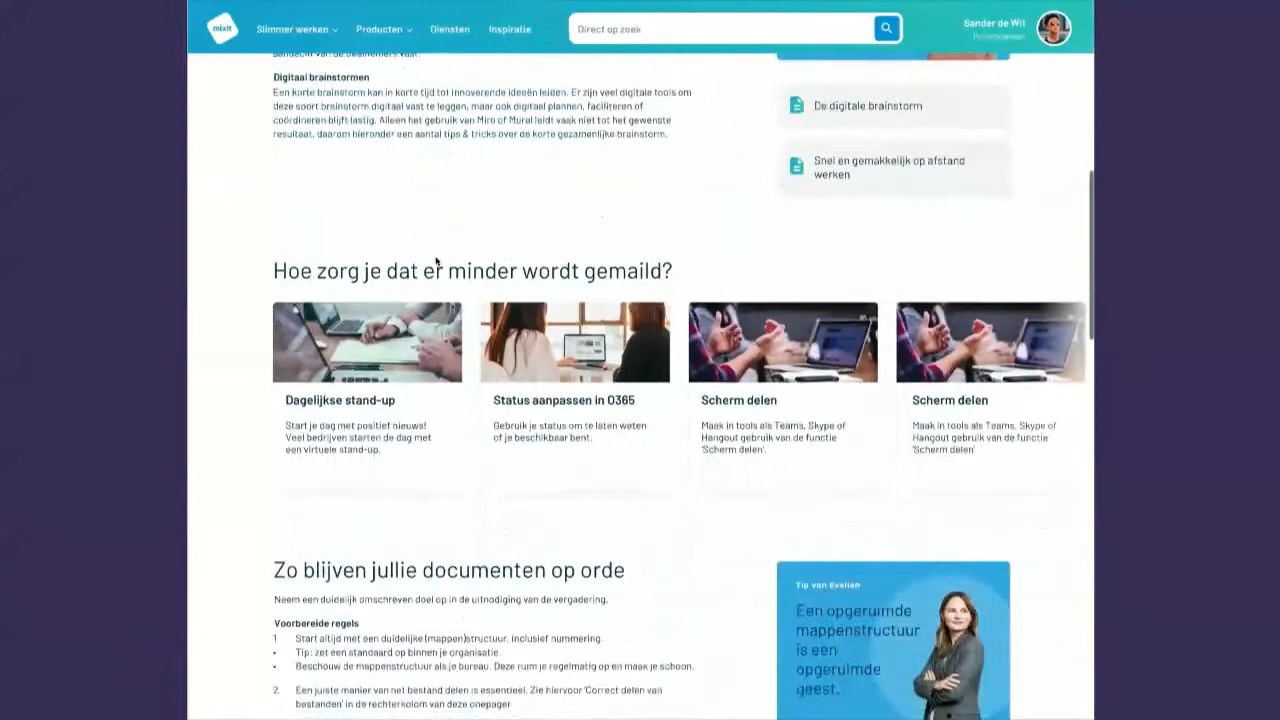 mixit
Slimmer werken
Producten
Diensten
Inspiratie
Direct op zoek
Sander de Wit
Digitaal brainstormen
Een korte brainstorm kan in korte tijd tot innoverende ideeën leiden. Er zijn veel digitale tools om
deze soort brainstorm digitaal vast te leggen, maar ook digitaal plannen, faciliteren of
coördineren blijft lastig. Alleen het gebruik van Miro of Mural leidt vaak niet tot het gewenste
resultaat, daarom hieronder een aantal tips & tricks over de korte gezamenlijke brainstorm.
De digitale brainstorm
Snel en gemakkelijk op afstand
werken
Hoe zorg je dat er minder wordt gemaild?
Dagelijkse stand-up
Start je dag met positief nieuws!
Veel bedrijven starten de dag met
een virtuele stand-up.
Status aanpassen in O365
Gebruik je status om te laten weten
of je beschikbaar bent.
Scherm delen
Maak in tools als Teams, Skype of
Hangout gebruik van de functie
'Scherm delen'.
Scherm delen
Maak in tools als Teams, Skype of
Hangout gebruik van de functie
'Scherm delen'
Zo blijven jullie documenten op orde
Neem een duidelijk omschreven doel op in de uitnodiging van de vergadering.
Voorbereide regels
1 Start altijd met een duidelijke (mappen)structuur, inclusief nummering.
- Tip: zet een standaard op binnen je organisatie.
- Beschouw de mappenstructuur als je bureau. Deze ruim je regelmatig op en maak je schoon.
2. Een juiste manier van het bestand delen is essentieel. Zie hiervoor 'Correct delen van
bestanden' in de rechterkolom van deze onepager
Tip van Evelien
Een opgeruimde
mappenstructuur
is een
opgeruimde
geest.